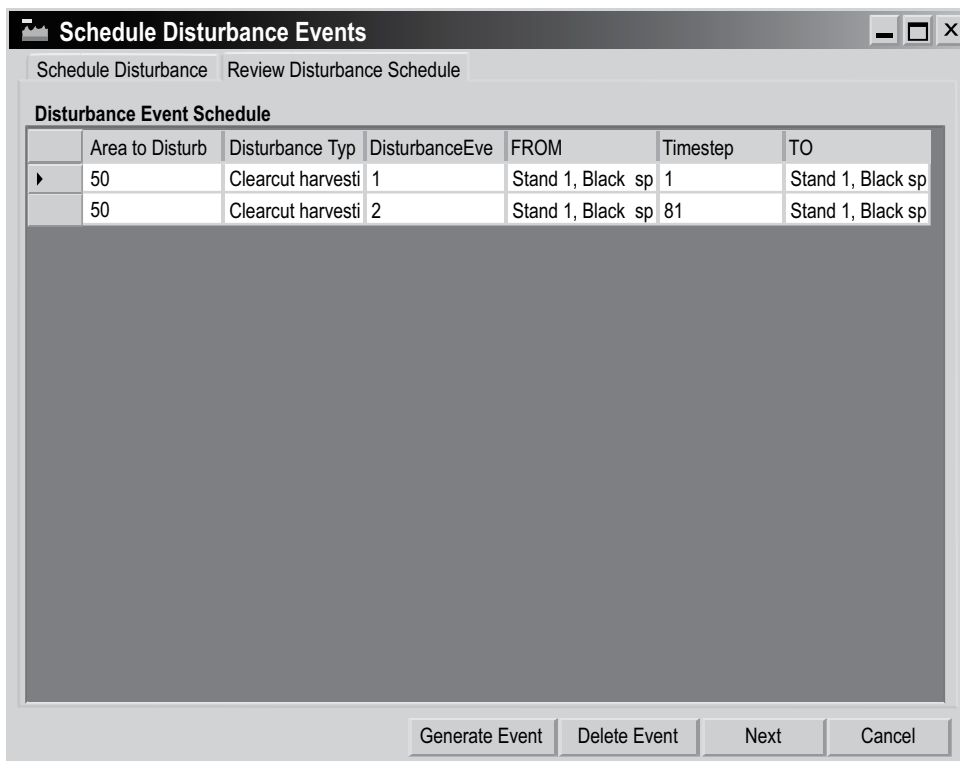 Schedule Disturbance Events
Schedule Disturbance Review Disturbance Schedule
Disturbance Event Schedule
Area to Disturb Disturbance Typ DisturbanceEve FROM Timestep TO
50 Clearcut harvesti 1 Stand 1, Black sp 1 Stand 1, Black sp
50 Clearcut harvesti 2 Stand 1, Black sp 81 Stand 1, Black sp
Generate Event Delete Event Next Cancel